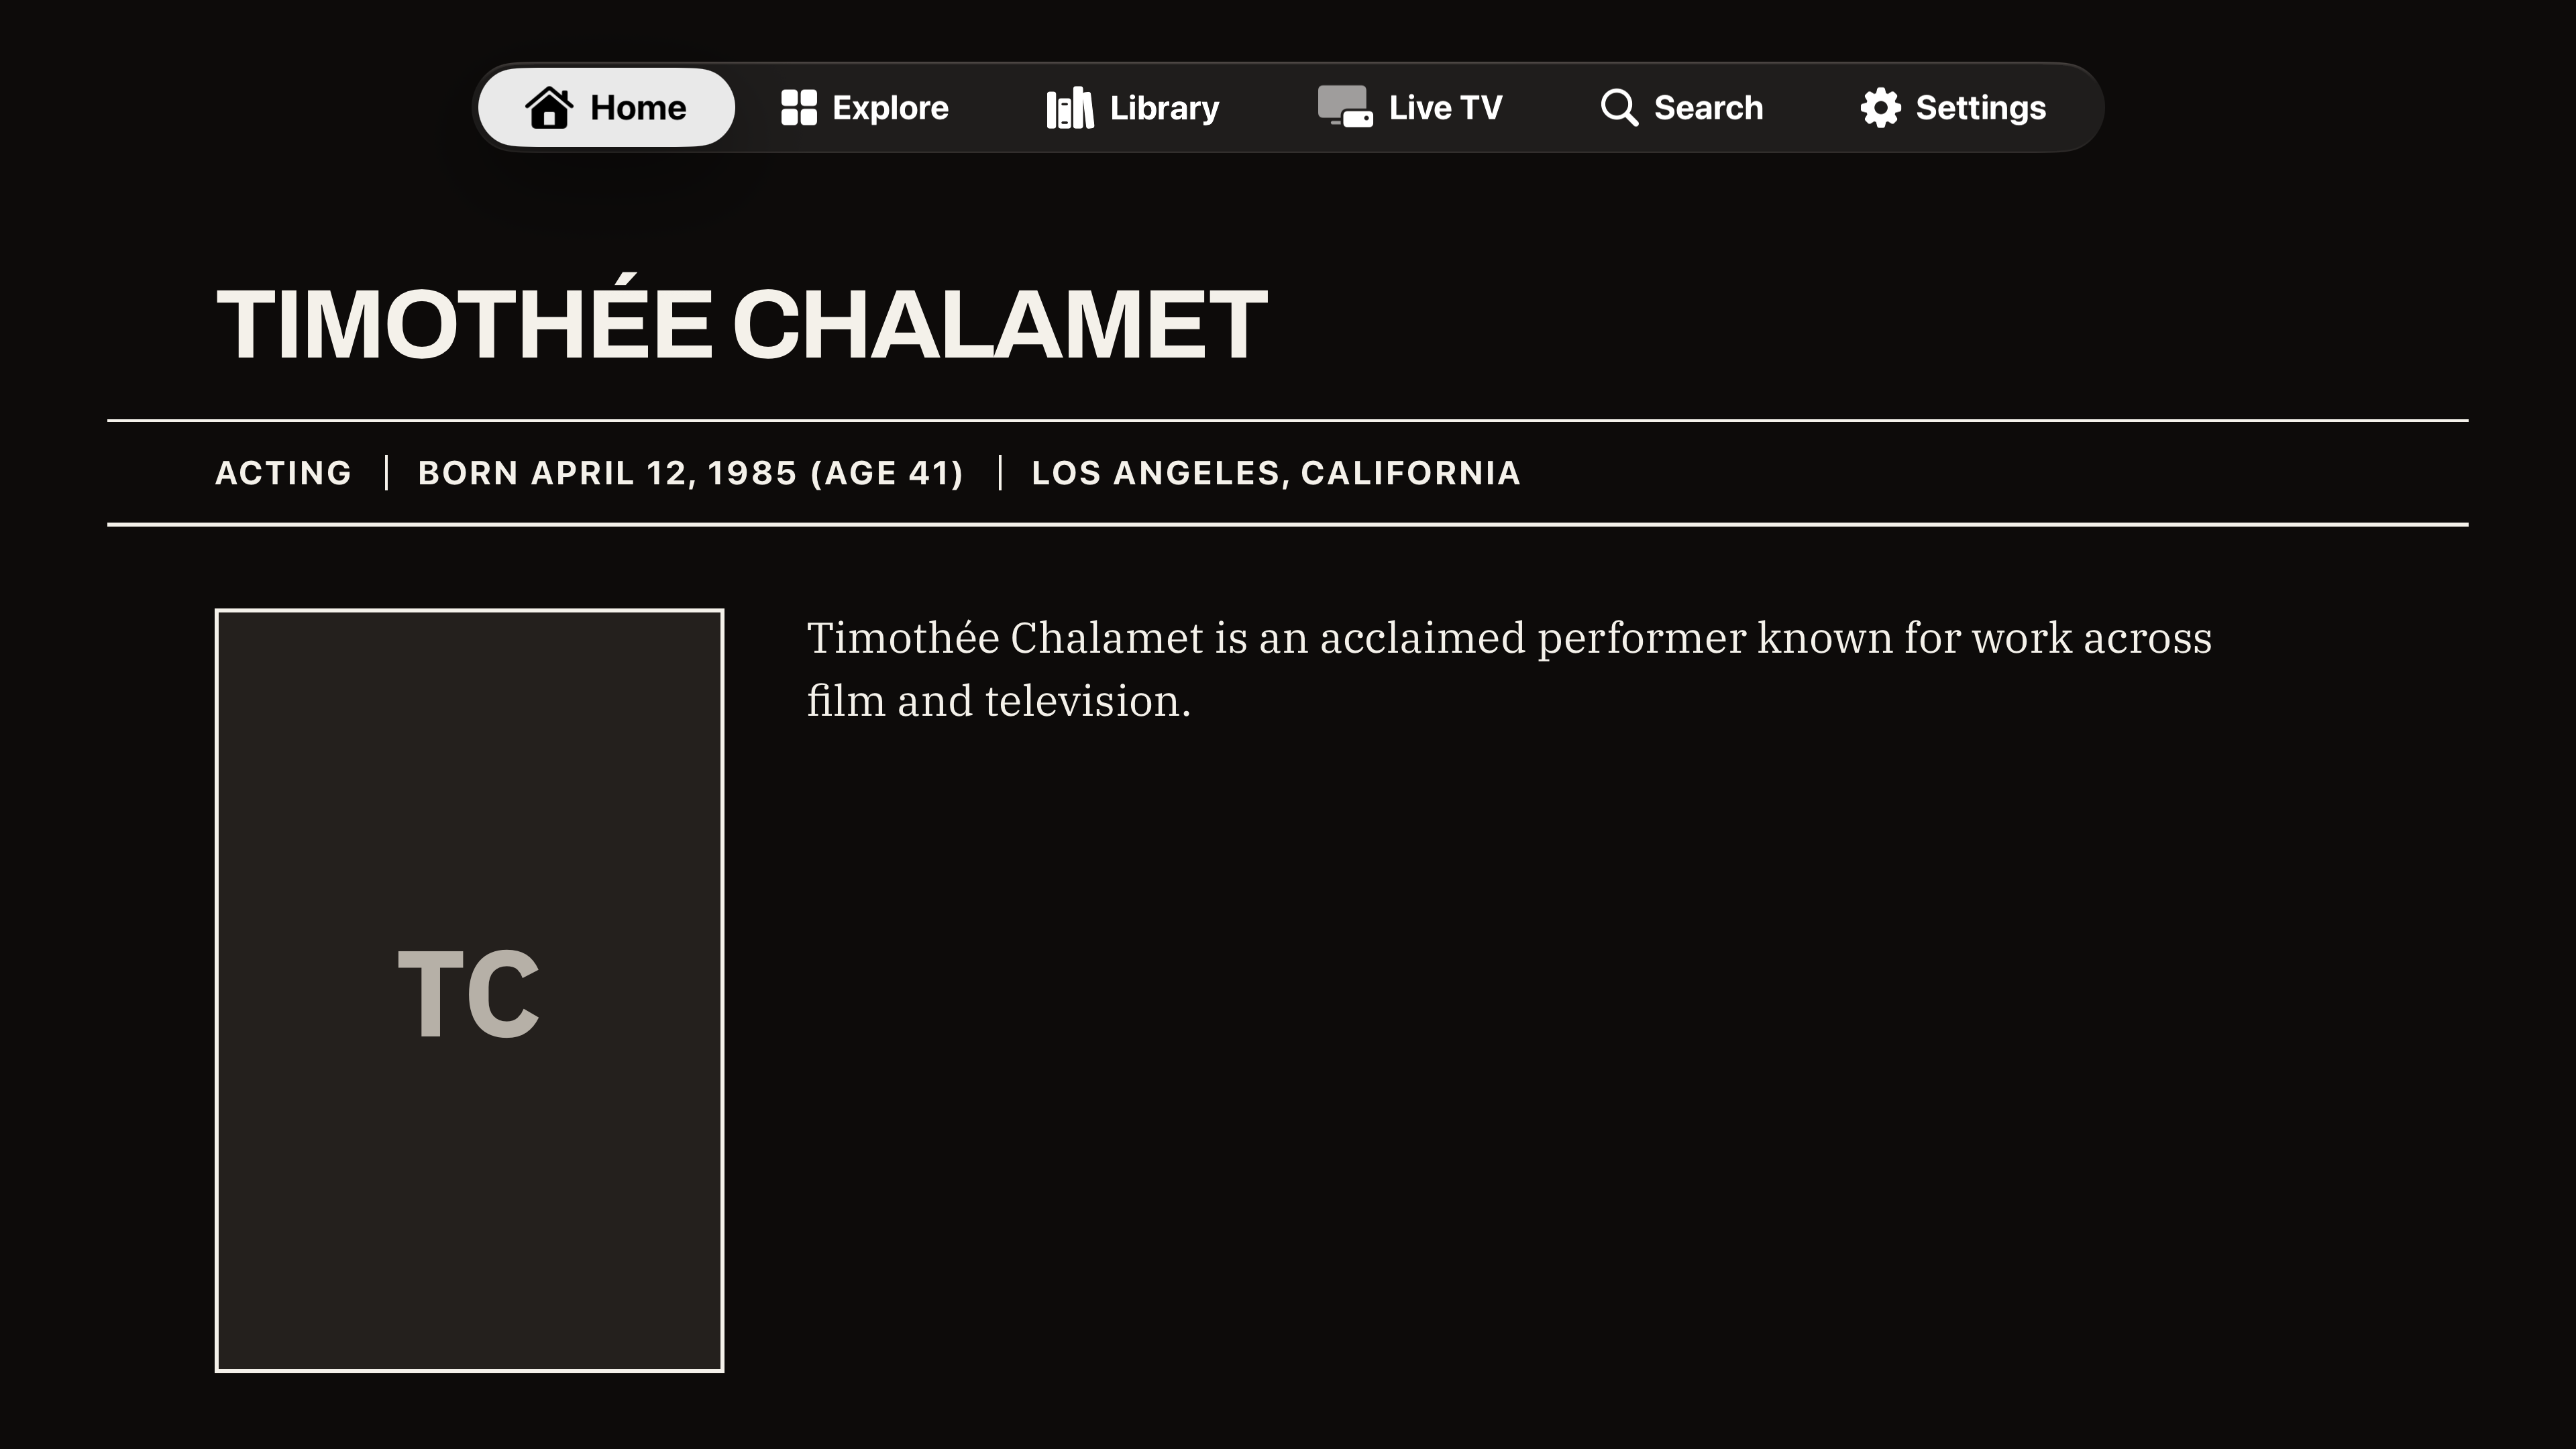 Home Explore Library Live TV Search Settings
TIMOTHÉE CHALAMET
ACTING | BORN APRIL 12, 1985 (AGE 41) | LOS ANGELES, CALIFORNIA
Timothée Chalamet is an acclaimed performer known for work across
film and television.
TC